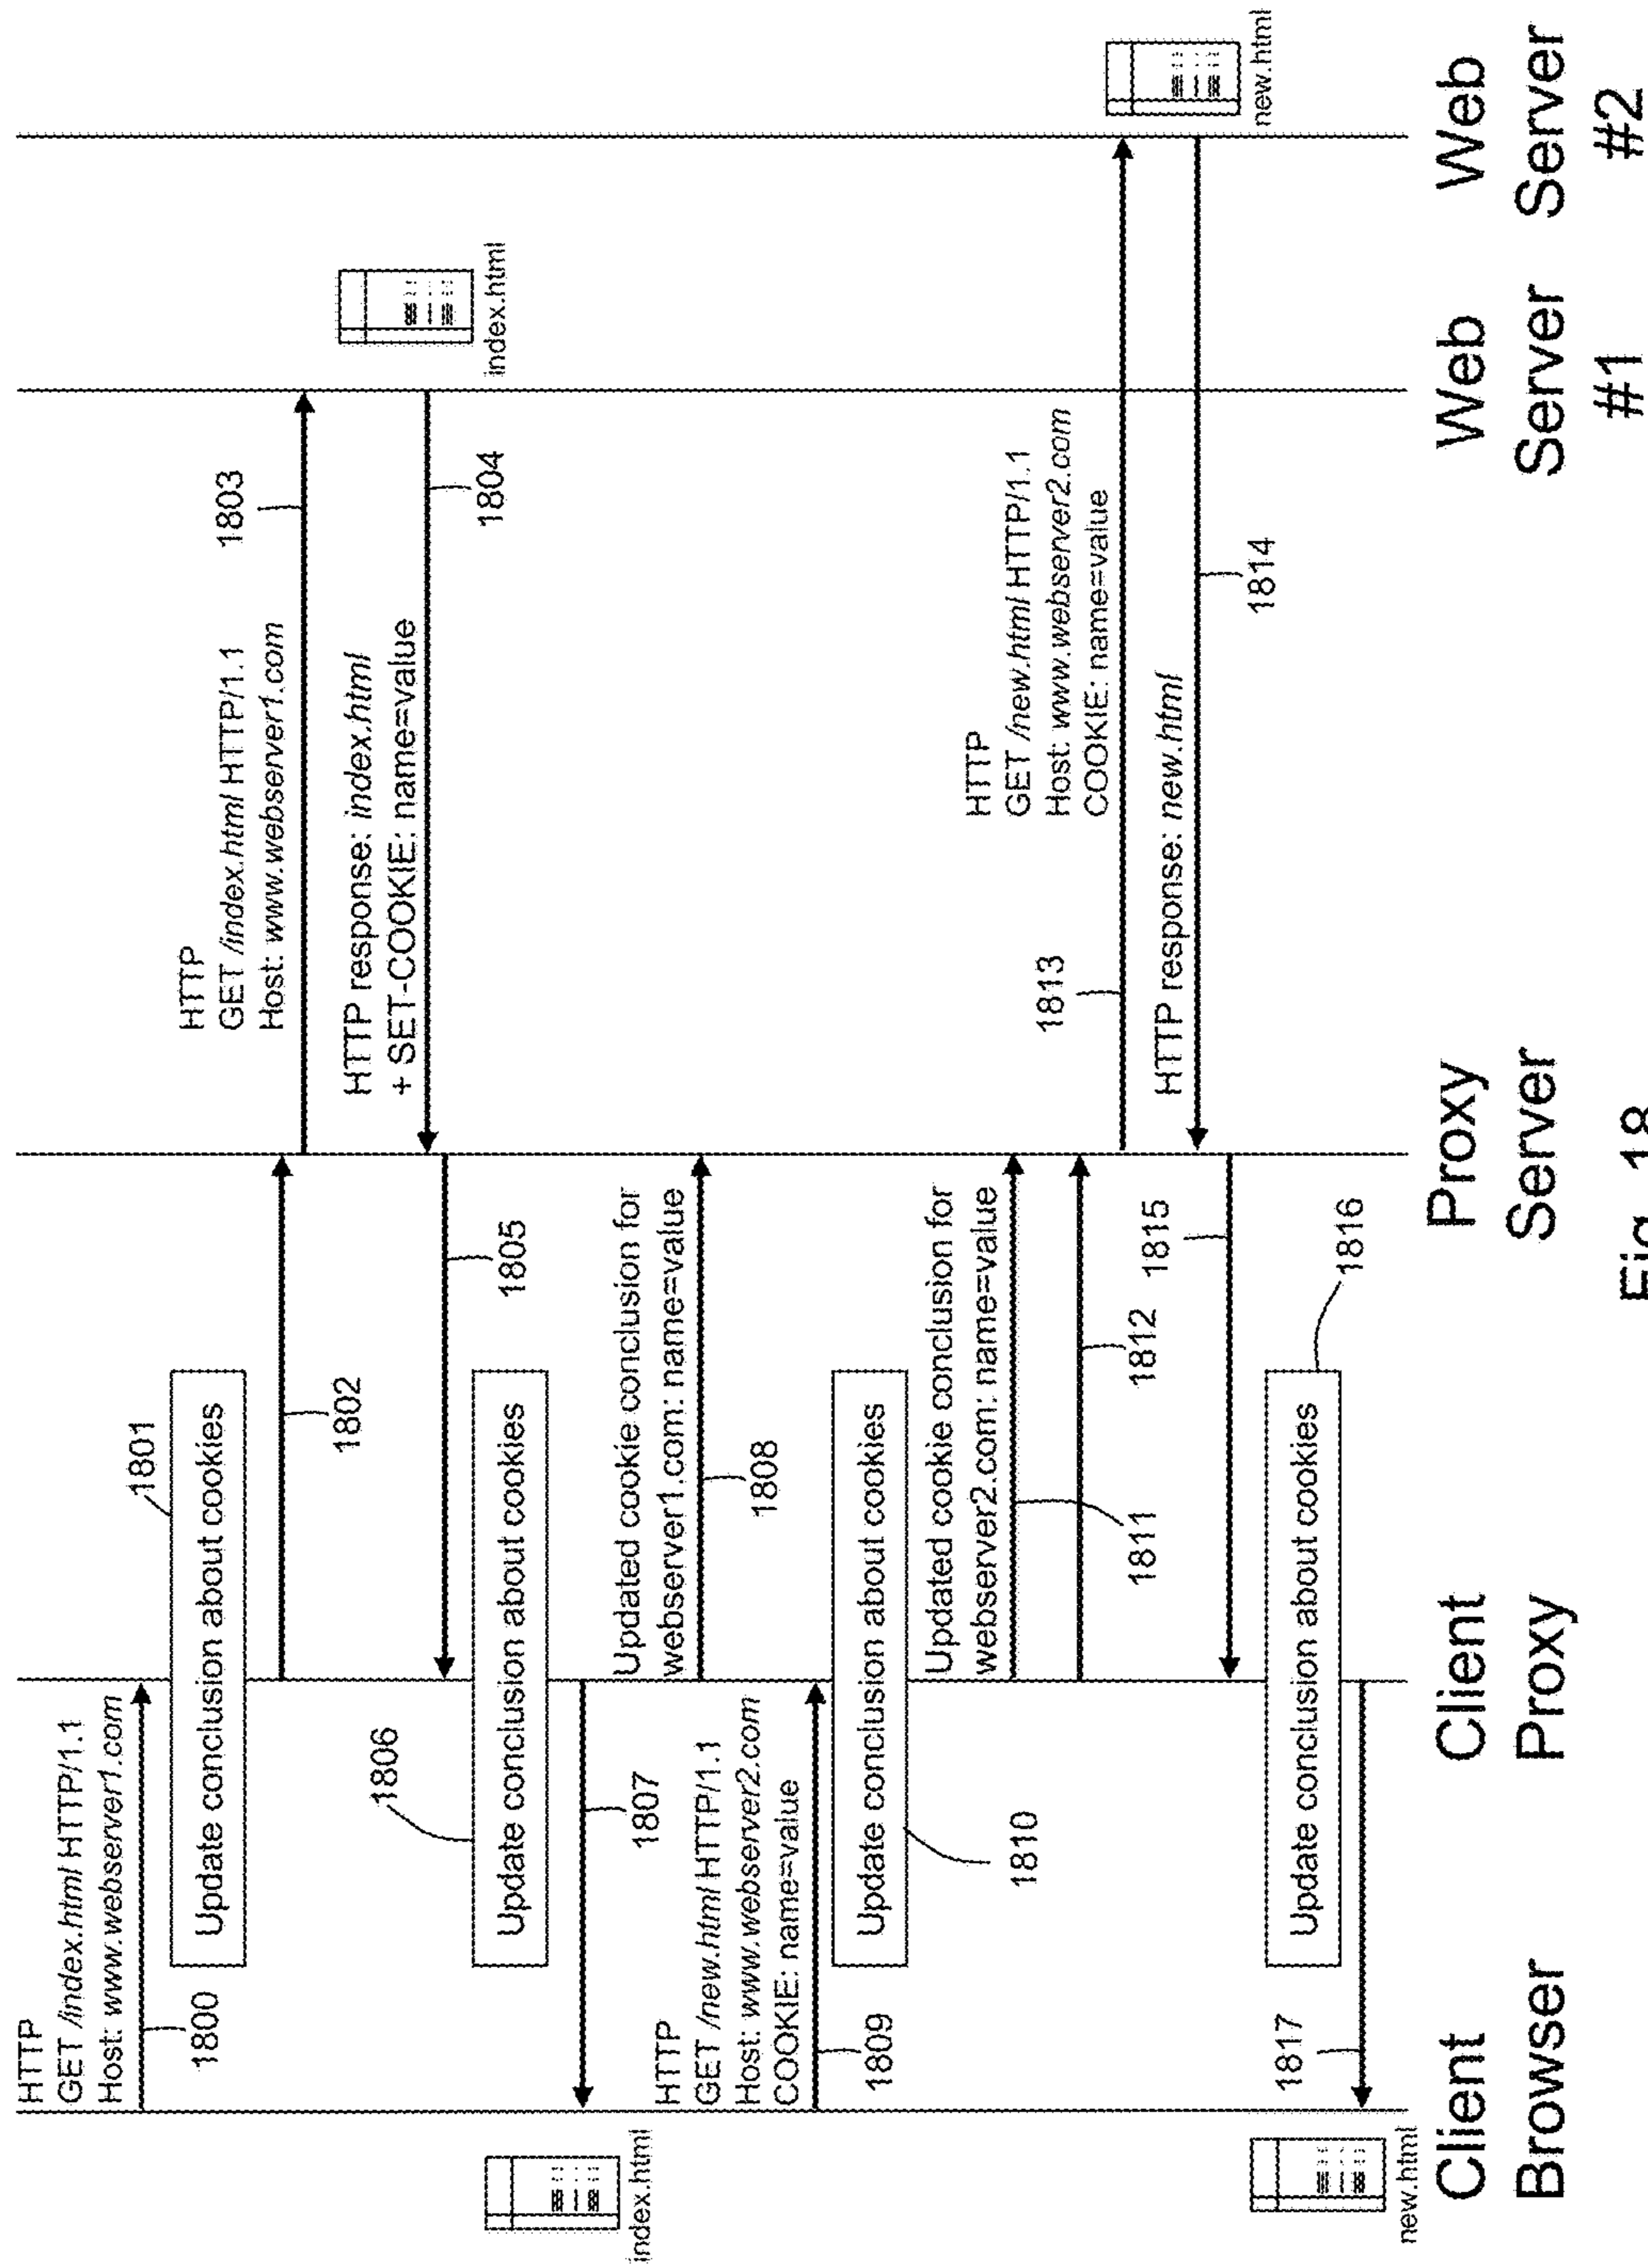 HTTP
GET /index.html HTTP/1.1
Host: www.webserver1.com
1800
1801
Update conclusion about cookies
1802
HTTP
GET /index.html HTTP/1.1
Host: www.webserver1.com
1803
HTTP response: index.html
+ SET-COOKIE: name=value
1804
index.html
1805
1806
Update conclusion about cookies
1807
index.html
Updated cookie conclusion for
webserver1.com: name=value
1808
HTTP
GET /new.html HTTP/1.1
Host: www.webserver2.com
COOKIE: name=value
1809
Update conclusion about cookies
1810
Updated cookie conclusion for
webserver2.com: name=value
1811
1812
HTTP
GET /new.html HTTP/1.1
Host: www.webserver2.com
COOKIE: name=value
1813
HTTP response: new.html
1814
new.html
1815
Update conclusion about cookies
1816
1817
new.html
Client
Browser
Client
Proxy
Proxy
Server
Web
Server
#1
Web
Server
#2
Fig. 18